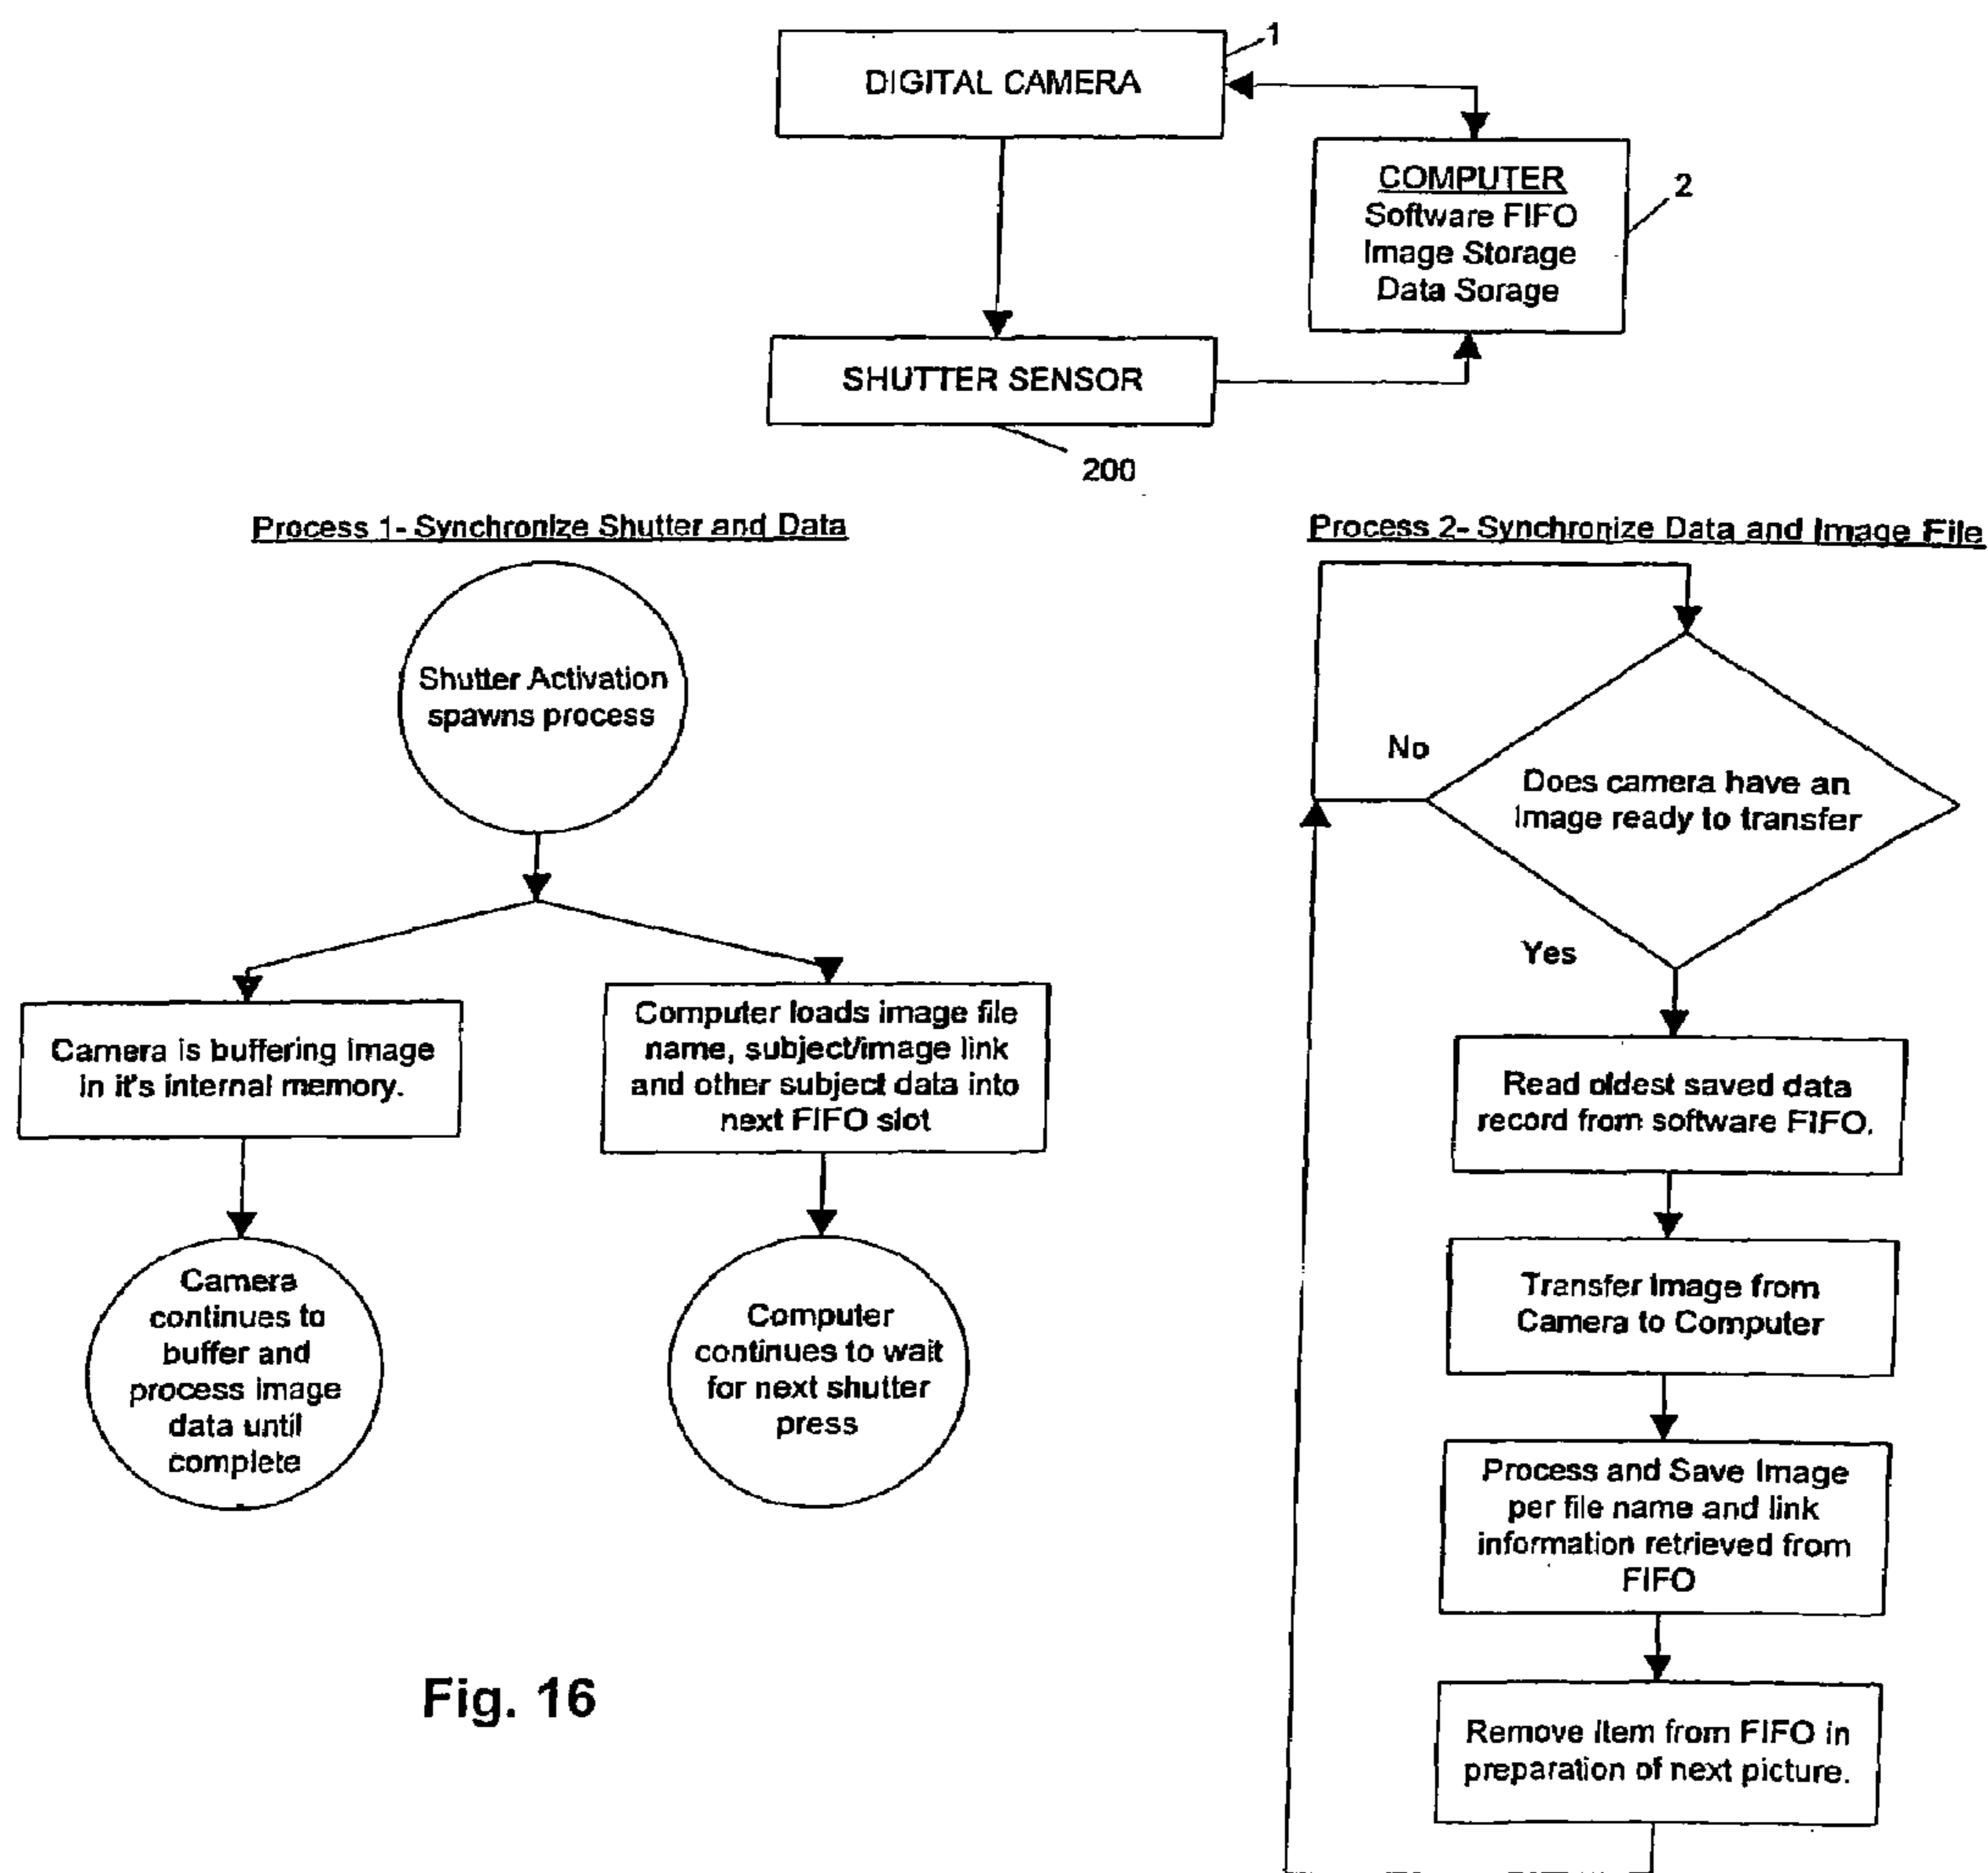 1
DIGITAL CAMERA
COMPUTER
Software FIFO
Image Storage
Data Sorage
2
SHUTTER SENSOR
200
Process 1- Synchronize Shutter and Data
Shutter Activation
spawns process
Camera is buffering image
in it's internal memory.
Computer loads image file
name, subject/image link
and other subject data into
next FIFO slot
Camera
continues to
buffer and
process image
data until
complete
Computer
continues to wait
for next shutter
press
Process 2- Synchronize Data and Image File
No
Does camera have an
Image ready to transfer
Yes
Read oldest saved data
record from software FIFO.
Transfer Image from
Camera to Computer
Process and Save Image
per file name and link
information retrieved from
FIFO
Remove item from FIFO in
preparation of next picture.
Fig. 16